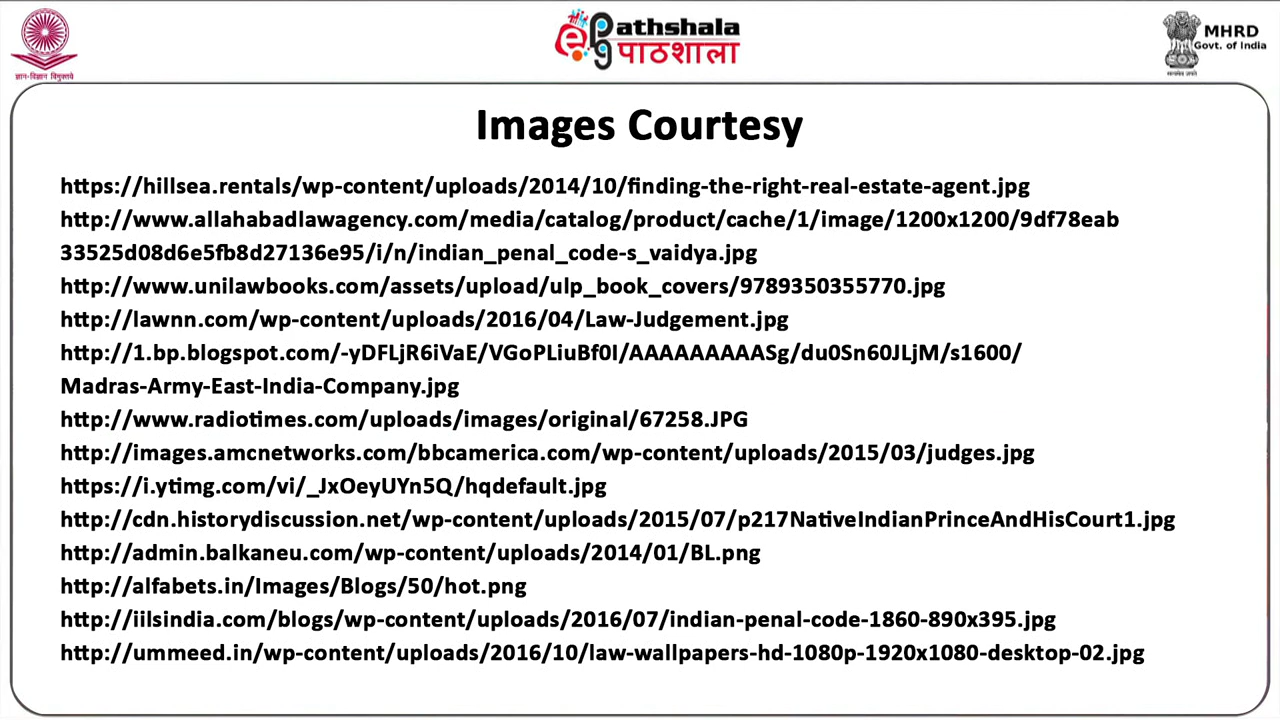 ज्ञान-विज्ञान विमुक्तये
ePathshala
पाठशाला
MHRD
Govt. of India
सत्यमेव जयते
Images Courtesy
https://hillsea.rentals/wp-content/uploads/2014/10/finding-the-right-real-estate-agent.jpg
http://www.allahabadlawagency.com/media/catalog/product/cache/1/image/1200x1200/9df78eab
33525d08d6e5fb8d27136e95/i/n/indian_penal_code-s_vaidya.jpg
http://www.unilawbooks.com/assets/upload/ulp_book_covers/9789350355770.jpg
http://lawnn.com/wp-content/uploads/2016/04/Law-Judgement.jpg
http://1.bp.blogspot.com/-yDFLjR6iVaE/VGoPLiuBf0I/AAAAAAAAASg/du0Sn60JLjM/s1600/
Madras-Army-East-India-Company.jpg
http://www.radiotimes.com/uploads/images/original/67258.JPG
http://images.amcnetworks.com/bbcamerica.com/wp-content/uploads/2015/03/judges.jpg
https://i.ytimg.com/vi/_JxOeyUYn5Q/hqdefault.jpg
http://cdn.historydiscussion.net/wp-content/uploads/2015/07/p217NativeIndianPrinceAndHisCourt1.jpg
http://admin.balkaneu.com/wp-content/uploads/2014/01/BL.png
http://alfabets.in/Images/Blogs/50/hot.png
http://iilsindia.com/blogs/wp-content/uploads/2016/07/indian-penal-code-1860-890x395.jpg
http://ummeed.in/wp-content/uploads/2016/10/law-wallpapers-hd-1080p-1920x1080-desktop-02.jpg